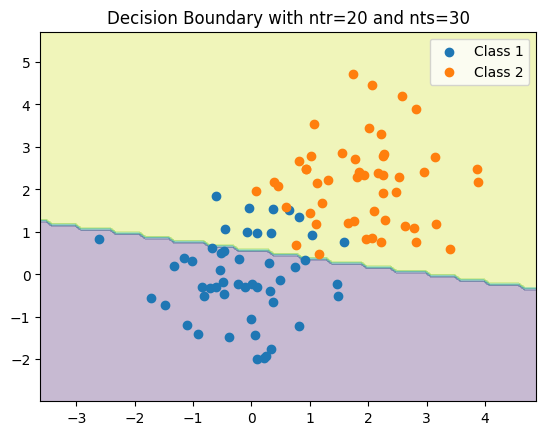 Decision Boundary with ntr=20 and nts=30
Class 1
Class 2
5
4
3
2
1
0
−1
−2
−3 −2 −1 0 1 2 3 4